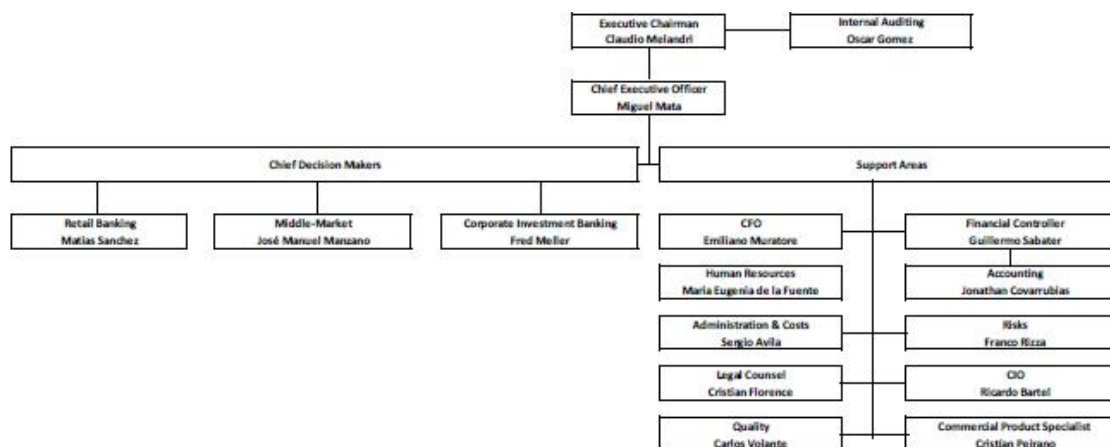 Executive Chairman
Claudio Melandri
Internal Auditing
Oscar Gomez
Chief Executive Officer
Miguel Mata
Chief Decision Makers
Support Areas
Retail Banking
Matias Sanchez
Middle-Market
José Manuel Manzano
Corporate Investment Banking
Fred Meller
CFO
Emiliano Muratore
Financial Controller
Guillermo Sabater
Human Resources
Maria Eugenia de la Fuente
Accounting
Jonathan Covarrubias
Administration & Costs
Sergio Avila
Risks
Franco Rizza
Legal Counsel
Cristian Florence
CIO
Ricardo Bartel
Quality
Carlos Volante
Commercial Product Specialist
Cristian Peirano